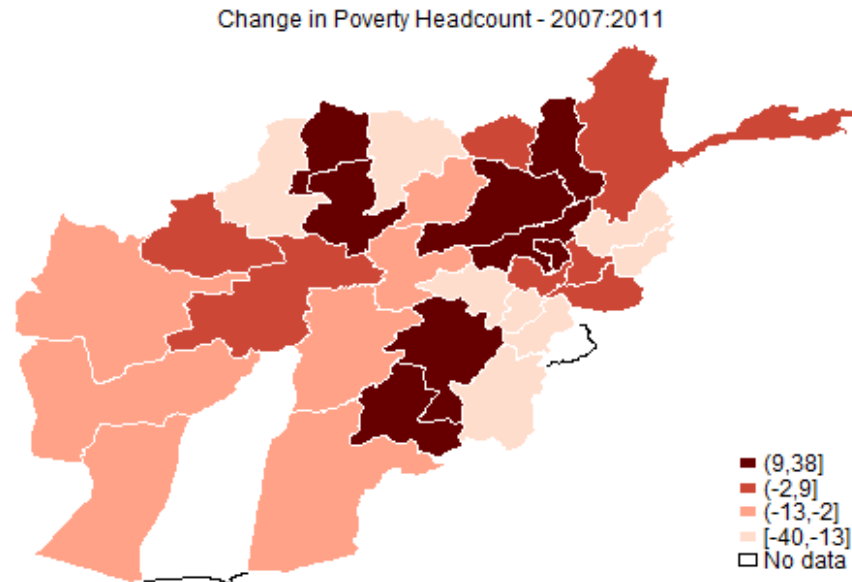 Change in Poverty Headcount - 2007:2011
(9,38]
(-2,9]
(-13,-2]
[-40,-13]
No data